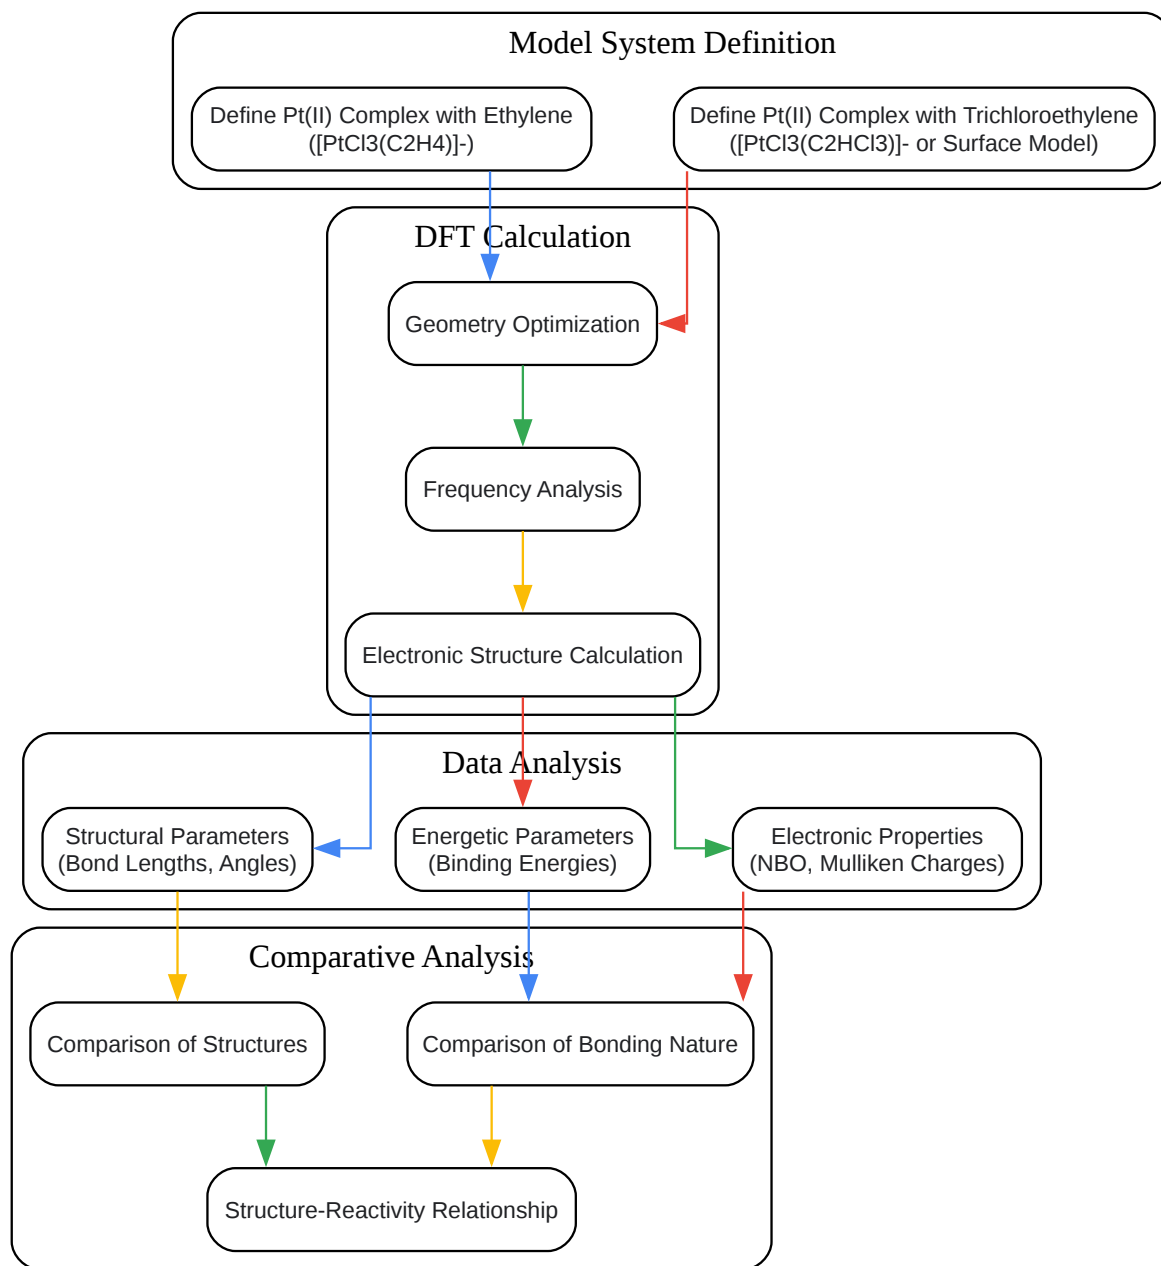 Model System Definition
Define Pt(II) Complex with Ethylene
([PtCl3(C2H4)]-)
Define Pt(II) Complex with Trichloroethylene
([PtCl3(C2HCl3)]- or Surface Model)
DFT Calculation
Geometry Optimization
Frequency Analysis
Electronic Structure Calculation
Data Analysis
Structural Parameters
(Bond Lengths, Angles)
Energetic Parameters
(Binding Energies)
Electronic Properties
(NBO, Mulliken Charges)
Comparative Analysis
Comparison of Structures
Comparison of Bonding Nature
Structure-Reactivity Relationship